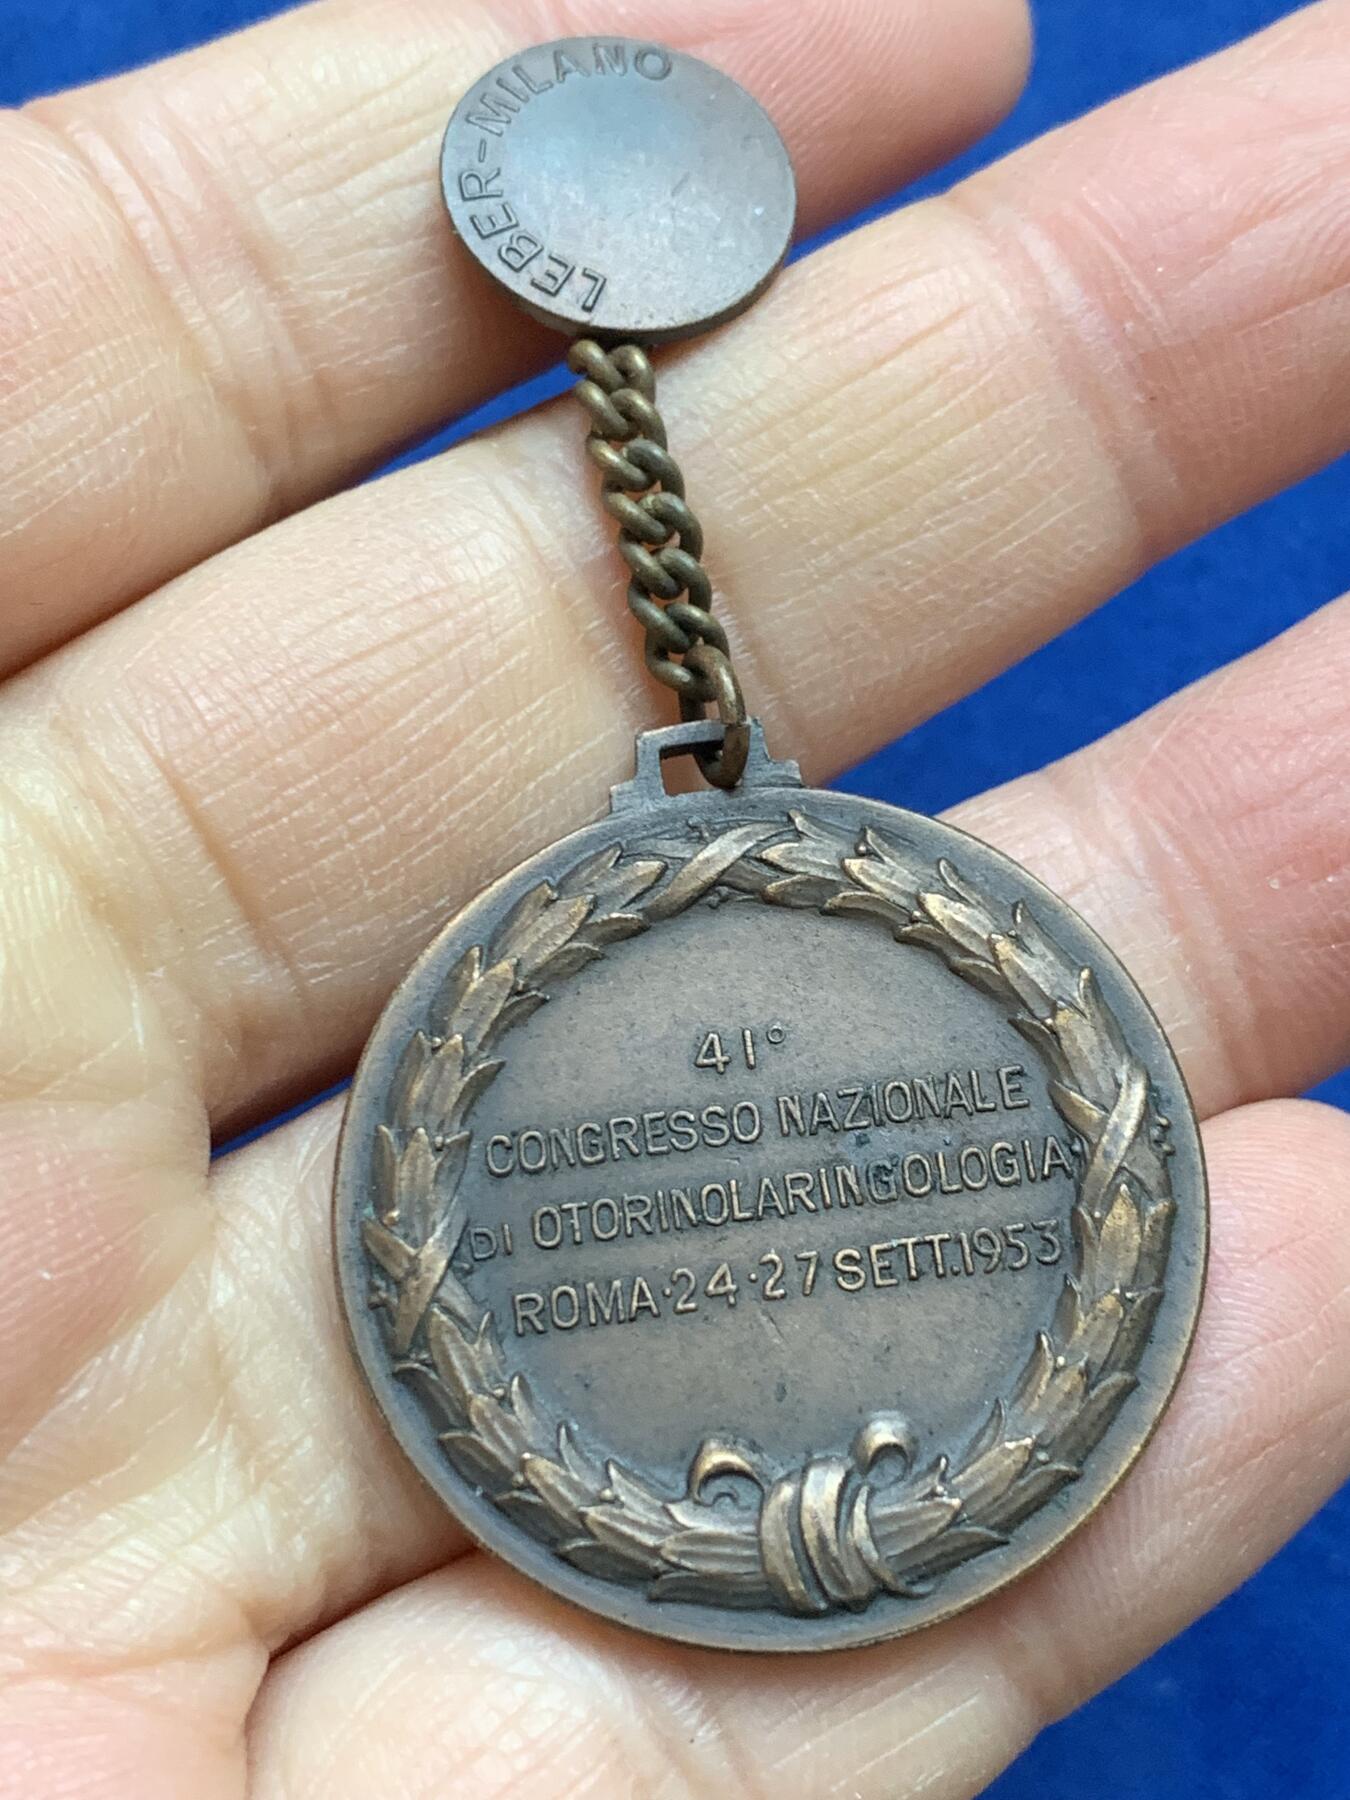 LEBER-MILANO
41°
CONGRESSO NAZIONALE
DI OTORINOLARINGOLOGIA
ROMA·24·27 SETT.1953